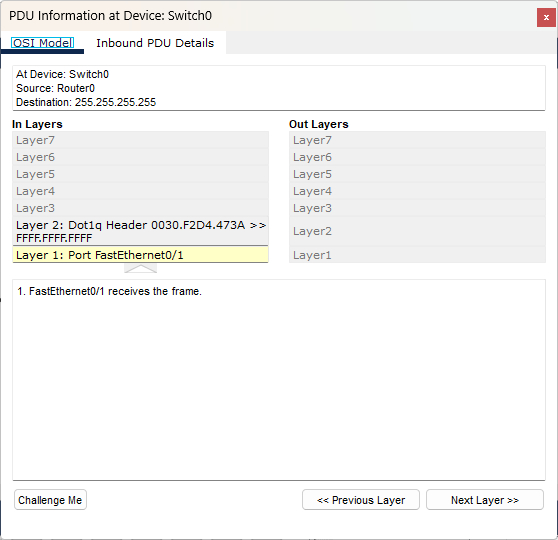 PDU Information at Device: Switch0
x
OSI Model Inbound PDU Details
At Device: Switch0
Source: Router0
Destination: 255.255.255.255
In Layers Out Layers
Layer7 Layer7
Layer6 Layer6
Layer5 Layer5
Layer4 Layer4
Layer3 Layer3
Layer 2: Dot1q Header 0030.F2D4.473A >>
FFFF.FFFF.FFFF
Layer2
Layer 1: Port FastEthernet0/1 Layer1
1. FastEthernet0/1 receives the frame.
Challenge Me << Previous Layer Next Layer >>